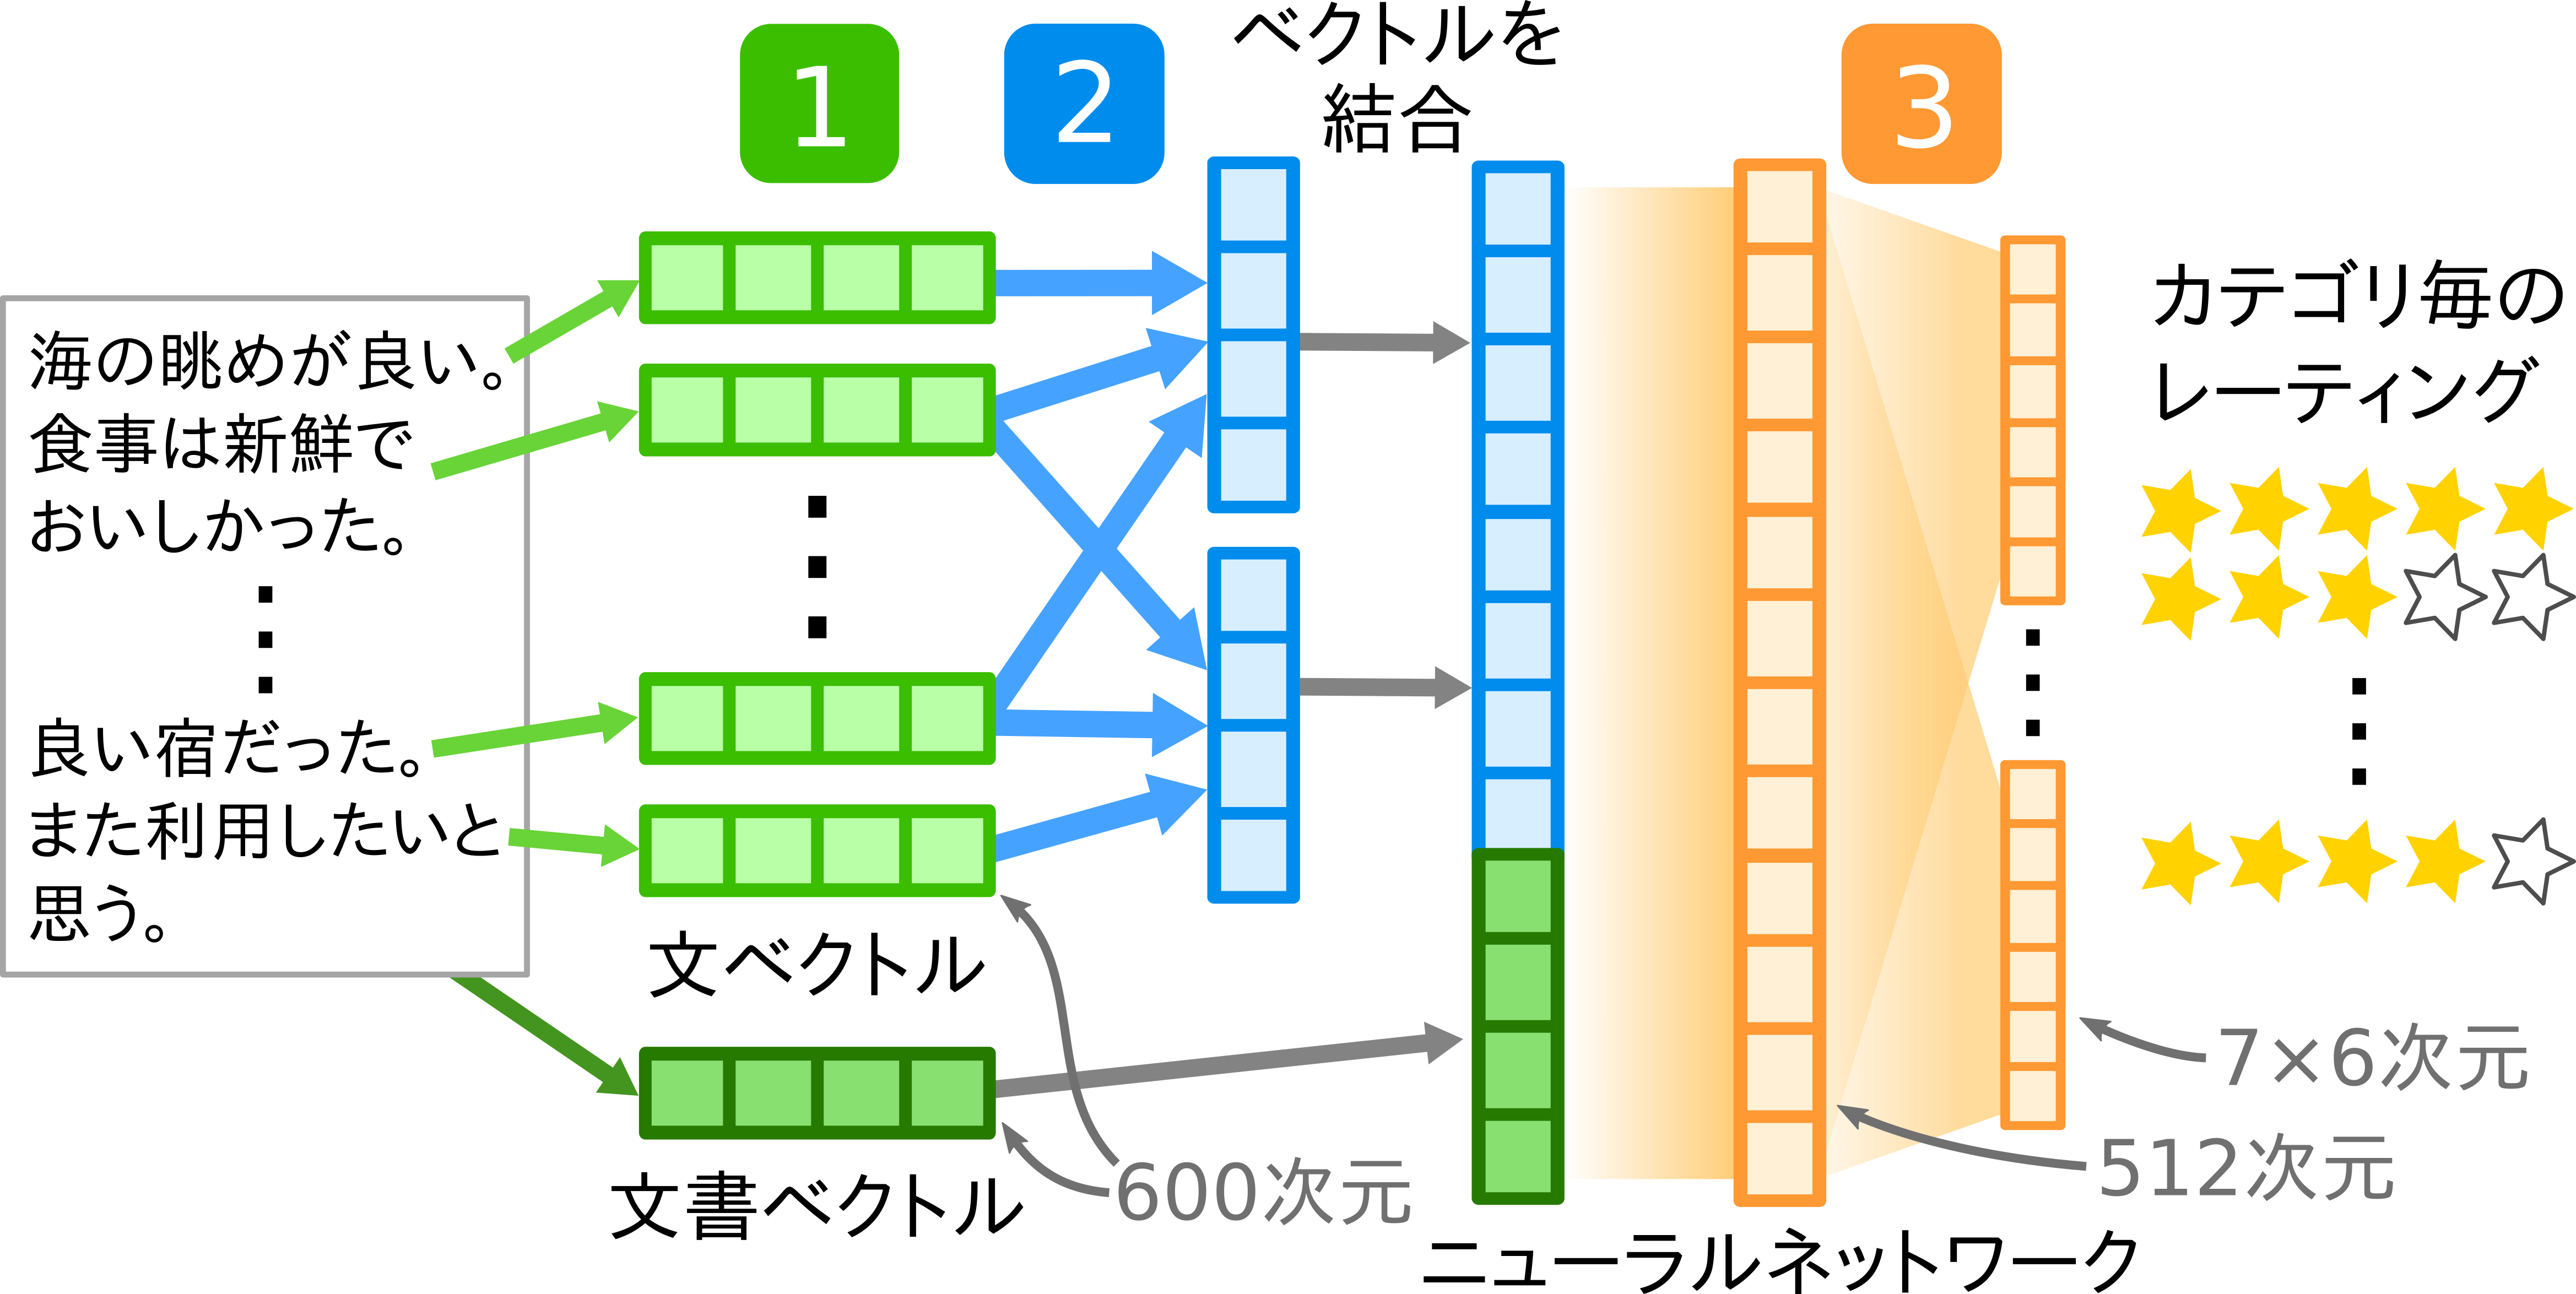 1
2
ベクトルを
結合
3
海の眺めが良い。
食事は新鮮で
おいしかった。
良い宿だった。
また利用したいと
思う。
文ベクトル
文書ベクトル
600次元
ニューラルネットワーク
カテゴリ毎の
レーティング
7×6次元
512次元